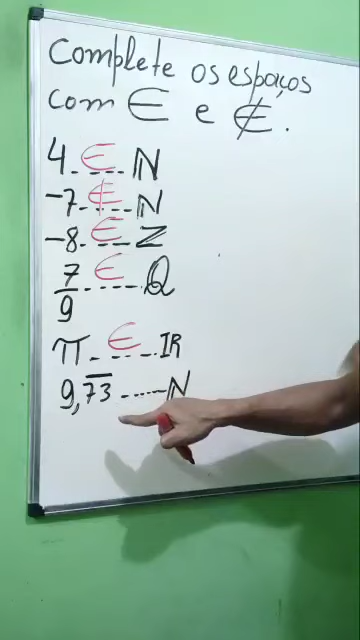 Complete os espaços
com ∈ e ∉.
4 ∈ ℕ
-7 ∉ ℕ
-8 ∈ ℤ
7/9 ∈ ℚ
π ∈ IR
9,7̅3̅ ...... ℕ